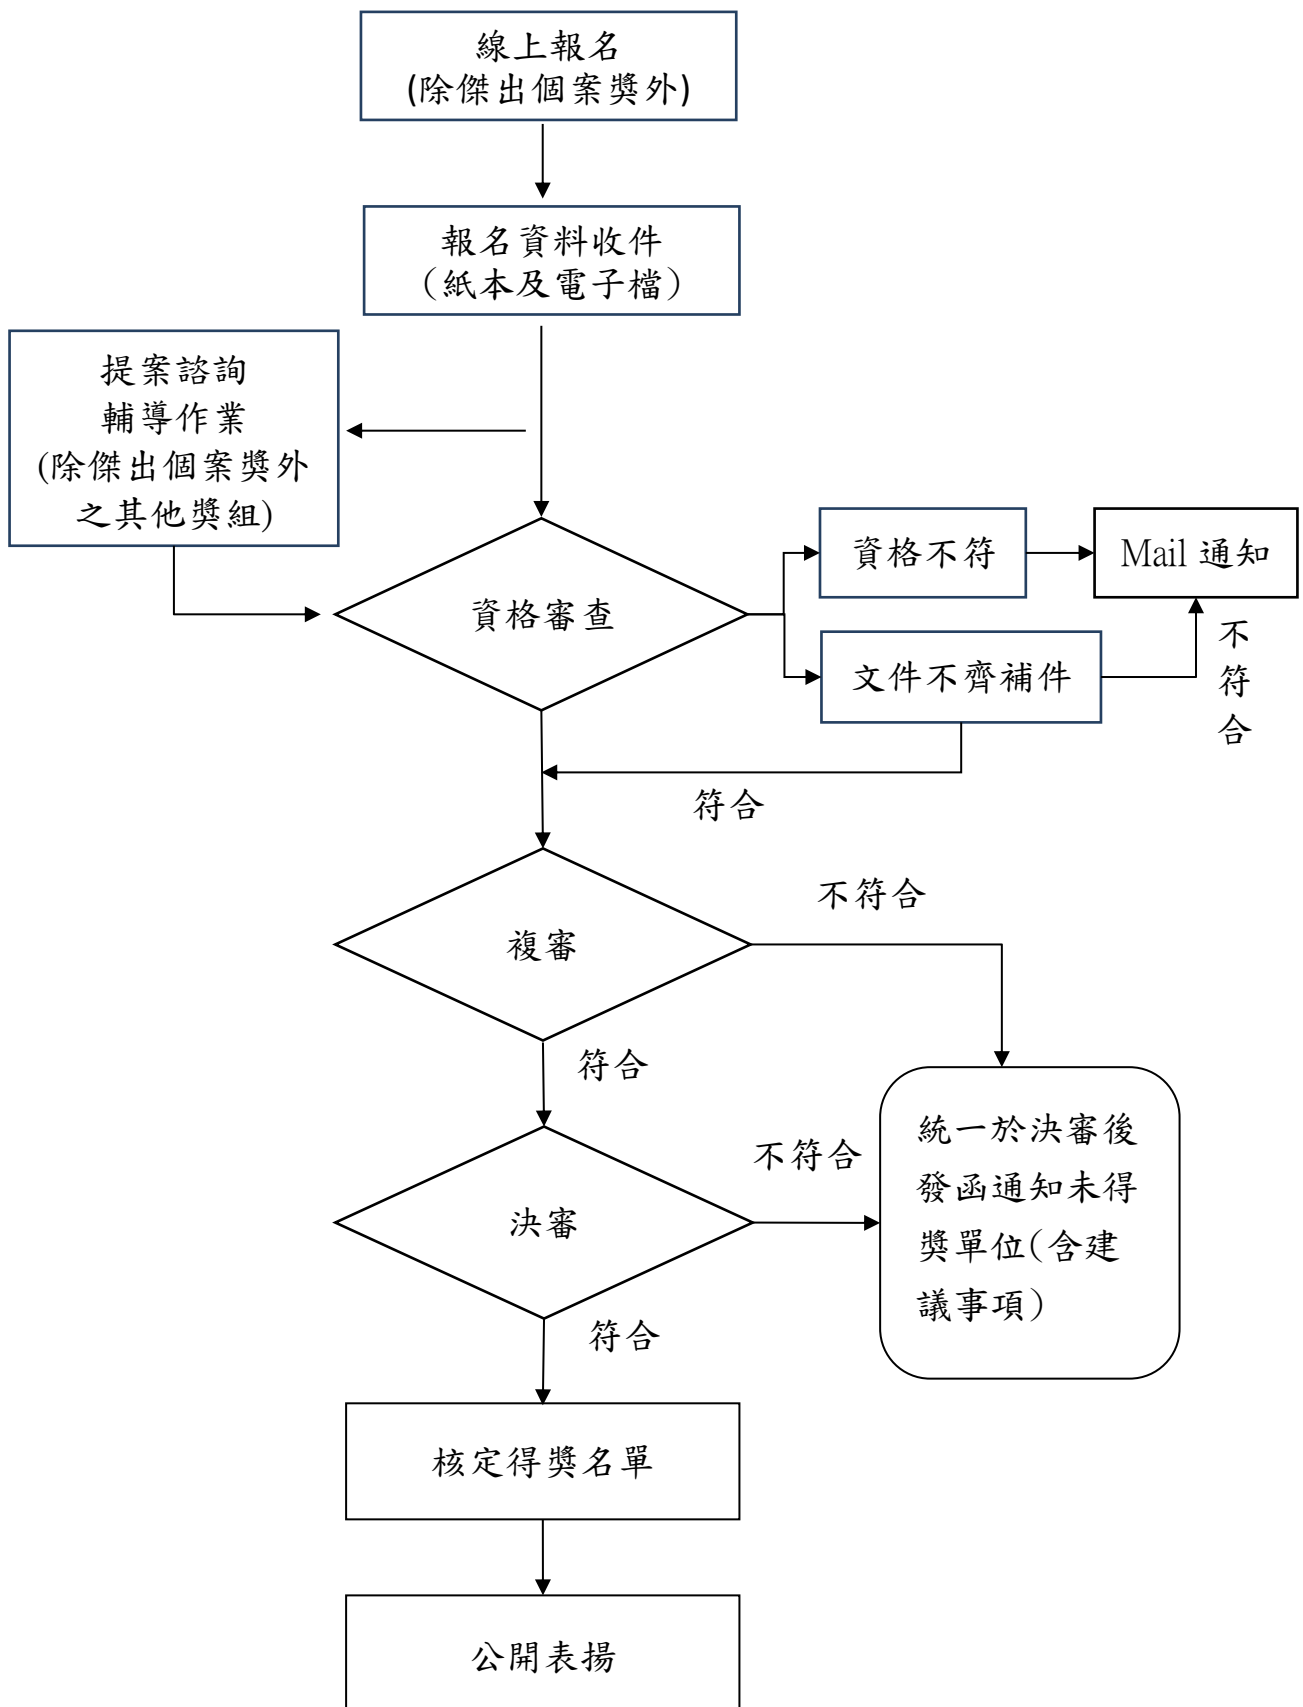 線上報名
(除傑出個案獎外)
報名資料收件
（紙本及電子檔）
提案諮詢
輔導作業
(除傑出個案獎外
之其他獎組)
資格審查
資格不符
Mail 通知
文件不齊補件
不
符
合
符合
複審
不符合
符合
決審
不符合
統一於決審後
發函通知未得
獎單位(含建
議事項)
符合
核定得獎名單
公開表揚